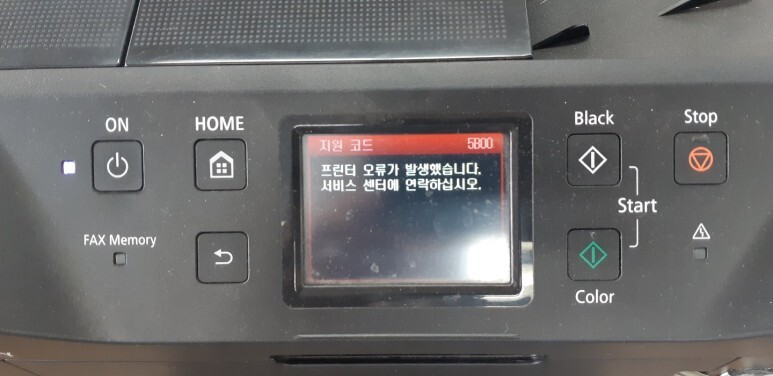 ON
HOME
FAX Memory
지원 코드 5B00
프린터 오류가 발생했습니다.
서비스 센터에 연락하십시오.
Black
Stop
Start
Color